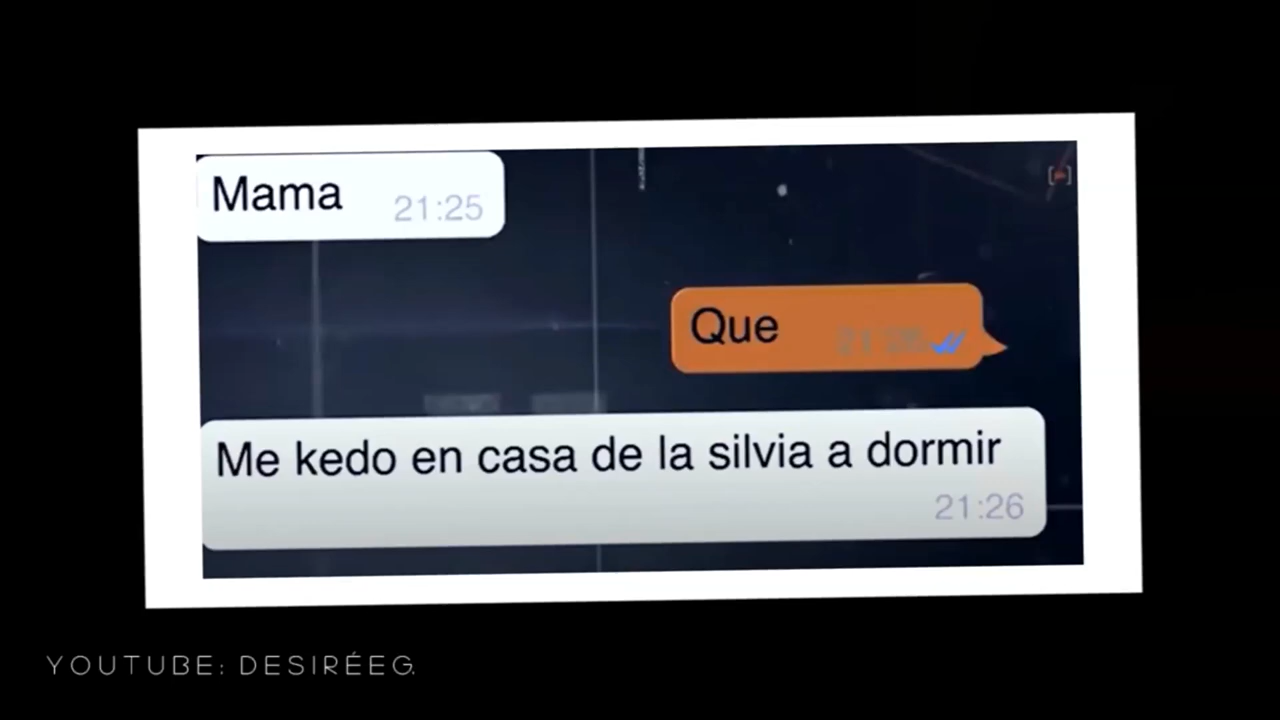 Mama 21:25
Que
Me kedo en casa de la silvia a dormir
21:26
YOUTUBE: DESIRÉEG.